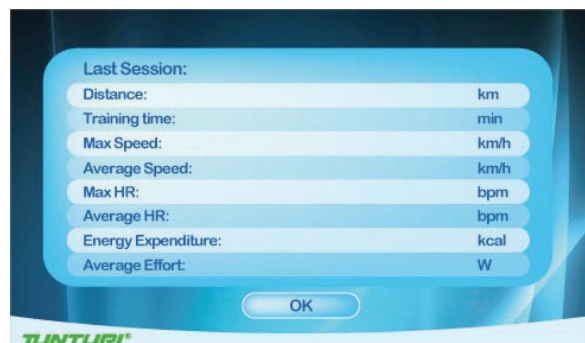 Last Session:
Distance: km
Training time: min
Max Speed: km/h
Average Speed: km/h
Max HR: bpm
Average HR: bpm
Energy Expenditure: kcal
Average Effort: W
OK
TUNTURI®